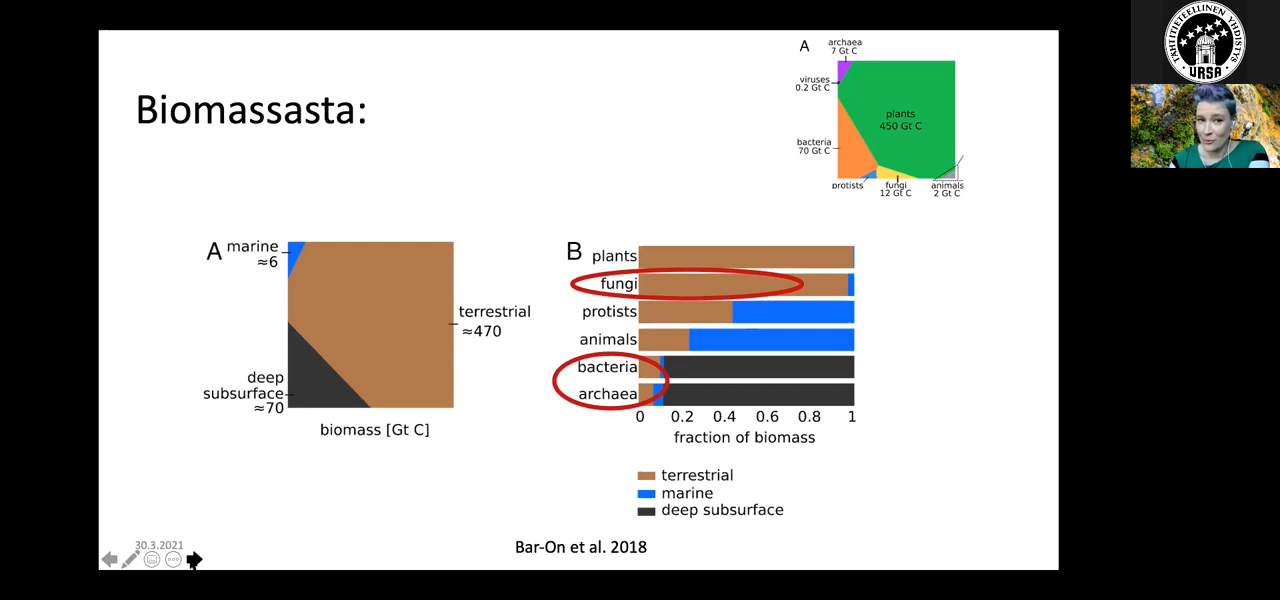 Biomassasta:
A
archaea
7 Gt C
viruses
0.2 Gt C
plants
450 Gt C
bacteria
70 Gt C
protists
fungi
12 Gt C
animals
2 Gt C
TÄHTITIETEELLINEN YHDISTYS
URSA
A
marine
≈6
terrestrial
≈470
deep
subsurface
≈70
biomass [Gt C]
B
plants
fungi
protists
animals
bacteria
archaea
0 0.2 0.4 0.6 0.8 1
fraction of biomass
terrestrial
marine
deep subsurface
30.3.2021
Bar-On et al. 2018